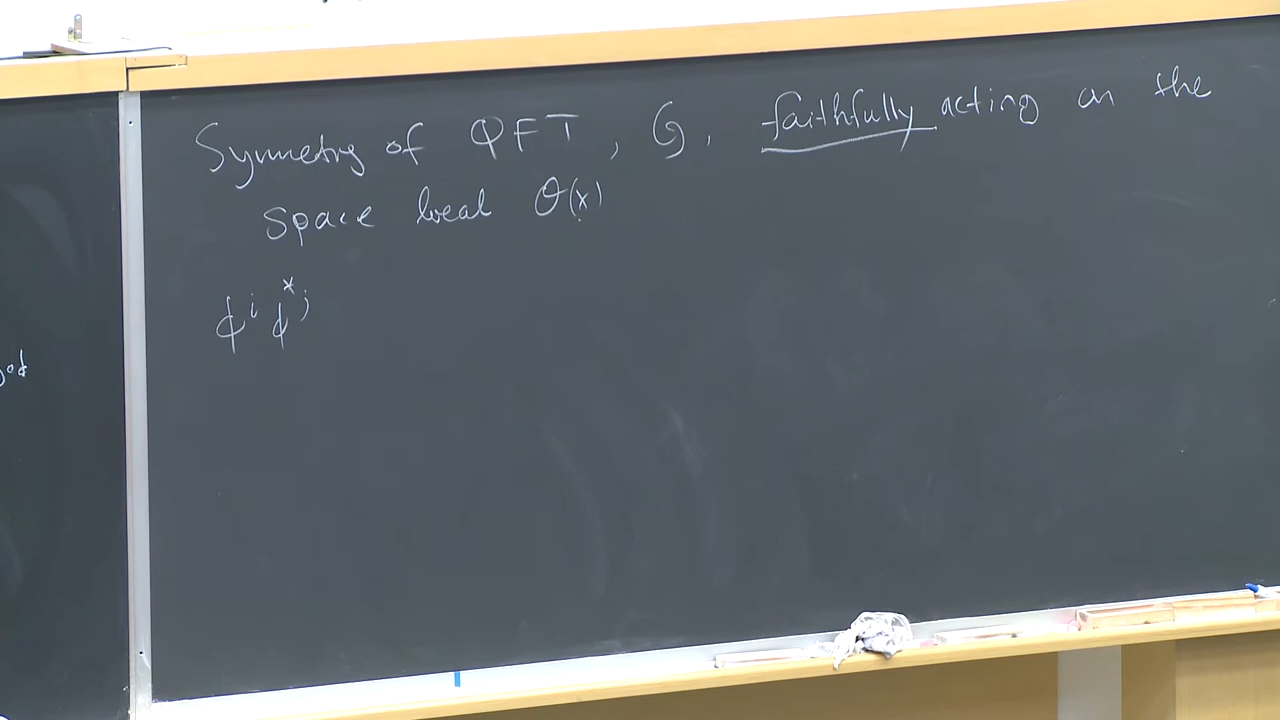 Symmetry of QFT, G, faithfully acting on the
space local O(x)
ϕ^i ϕ^{*j}